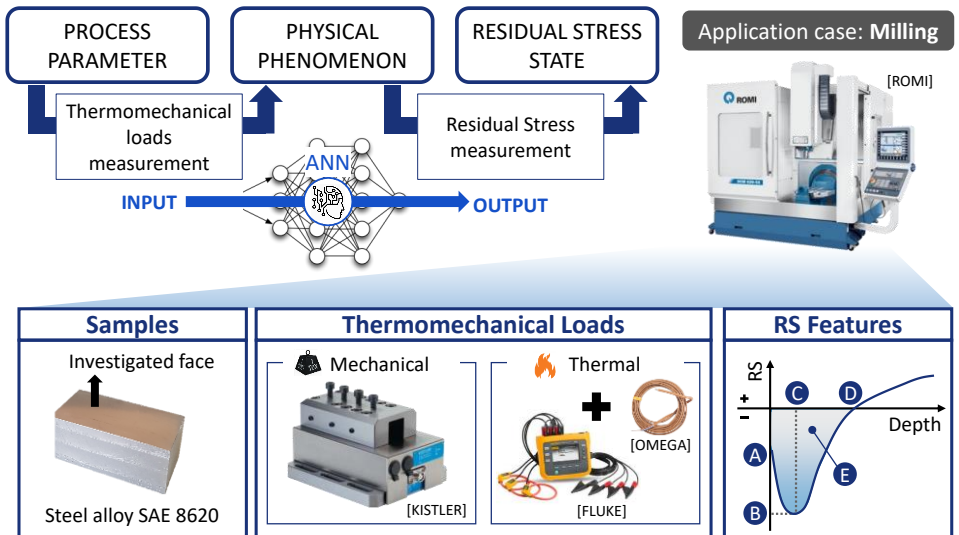 PROCESS
PARAMETER
PHYSICAL
PHENOMENON
RESIDUAL STRESS
STATE
Application case: Milling
[ROMI]
ROMI
Thermomechanical
loads
measurement
Residual Stress
measurement
ANN
INPUT
OUTPUT
Samples
Investigated face
Steel alloy SAE 8620
Thermomechanical Loads
Mechanical
[KISTLER]
Thermal
[OMEGA]
[FLUKE]
RS Features
RS
+
−
C
D
Depth
A
E
B